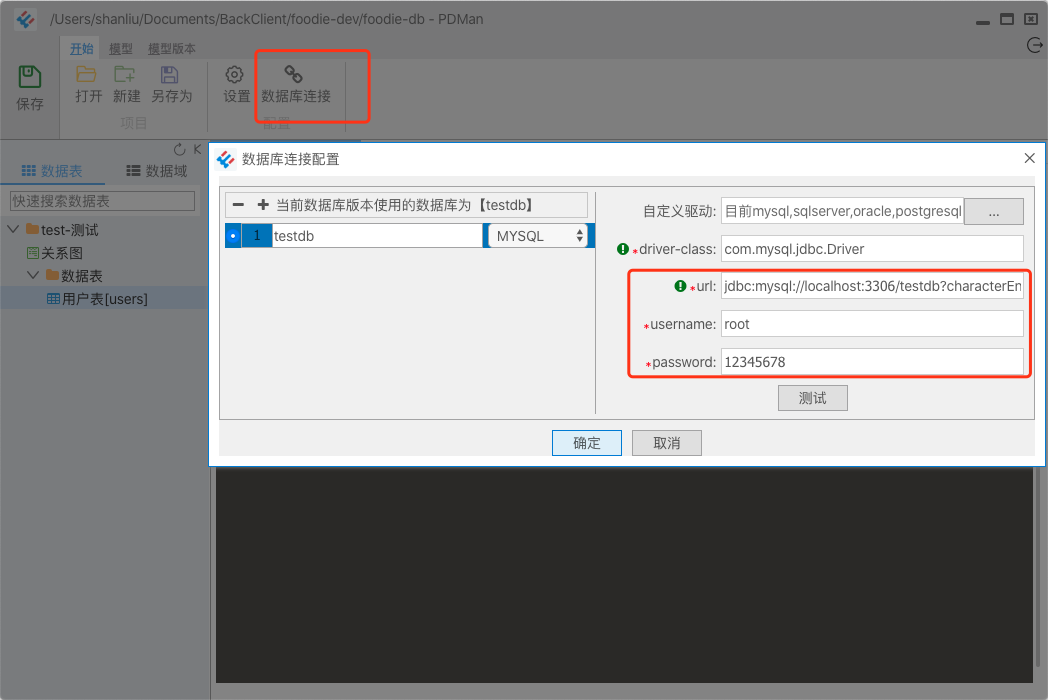 /Users/shanliu/Documents/BackClient/foodie-dev/foodie-db - PDMan
开始 模型 模型版本
保存 打开 新建 另存为 设置 数据库连接
项目 配置
数据表 数据域
快速搜索数据表
test-测试
关系图
数据表
用户表[users]
数据库连接配置
当前数据库版本使用的数据库为【testdb】
1 testdb MYSQL
自定义驱动: 目前mysql,sqlserver,oracle,postgresql ...
*driver-class: com.mysql.jdbc.Driver
*url: jdbc:mysql://localhost:3306/testdb?characterEn
*username: root
*password: 12345678
测试
确定 取消